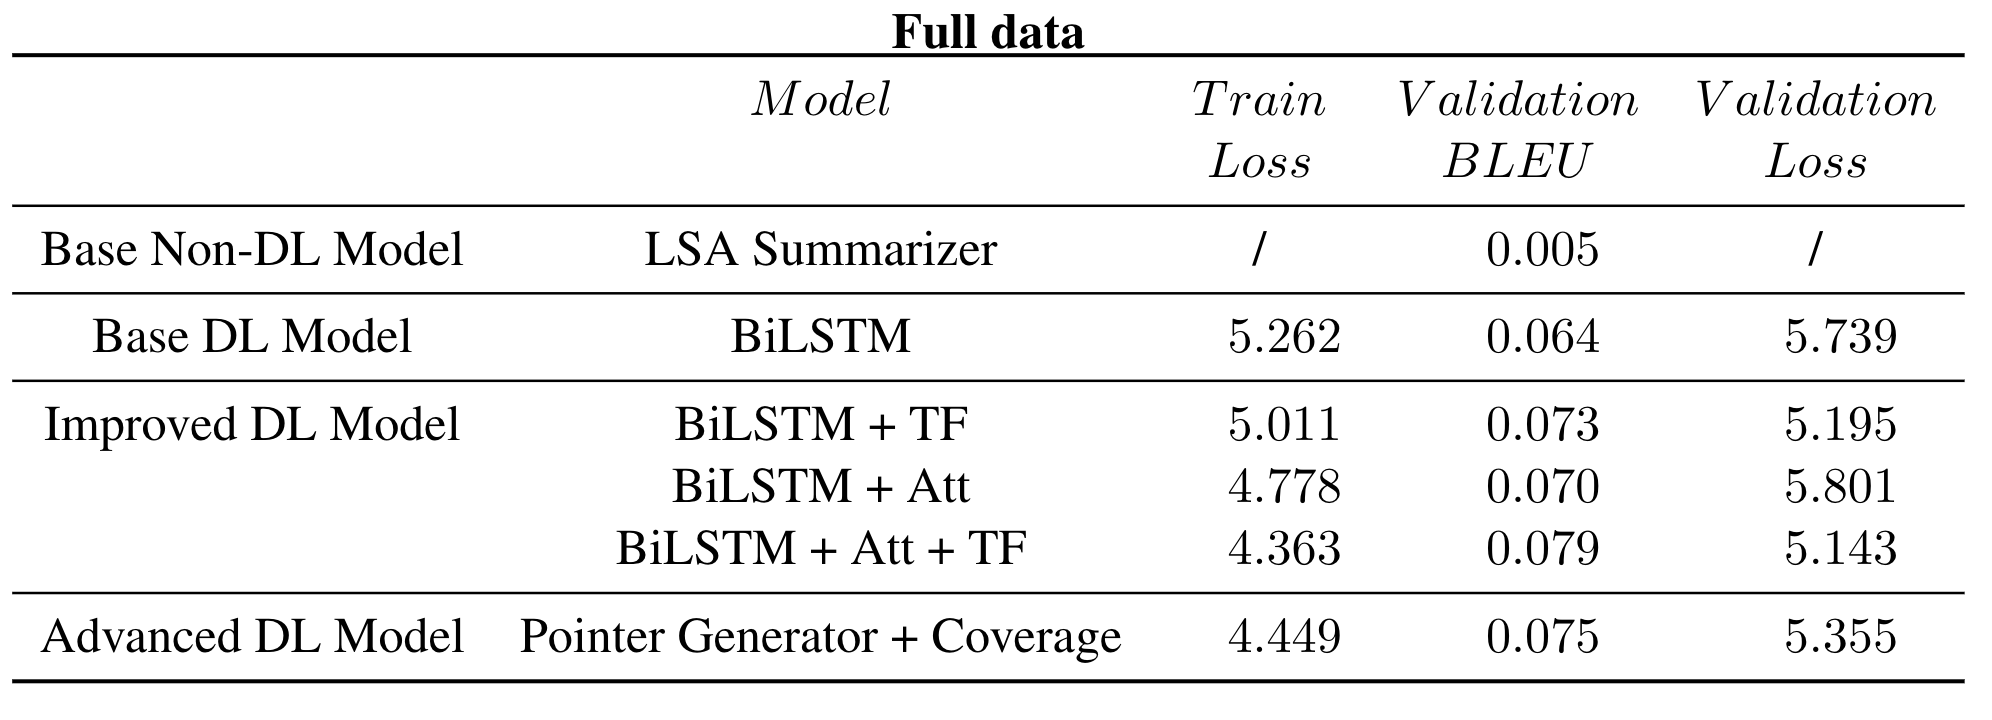 Full data
Model Train Validation Validation
Loss BLEU Loss
Base Non-DL Model LSA Summarizer / 0.005 /
Base DL Model BiLSTM 5.262 0.064 5.739
Improved DL Model BiLSTM + TF 5.011 0.073 5.195
BiLSTM + Att 4.778 0.070 5.801
BiLSTM + Att + TF 4.363 0.079 5.143
Advanced DL Model Pointer Generator + Coverage 4.449 0.075 5.355